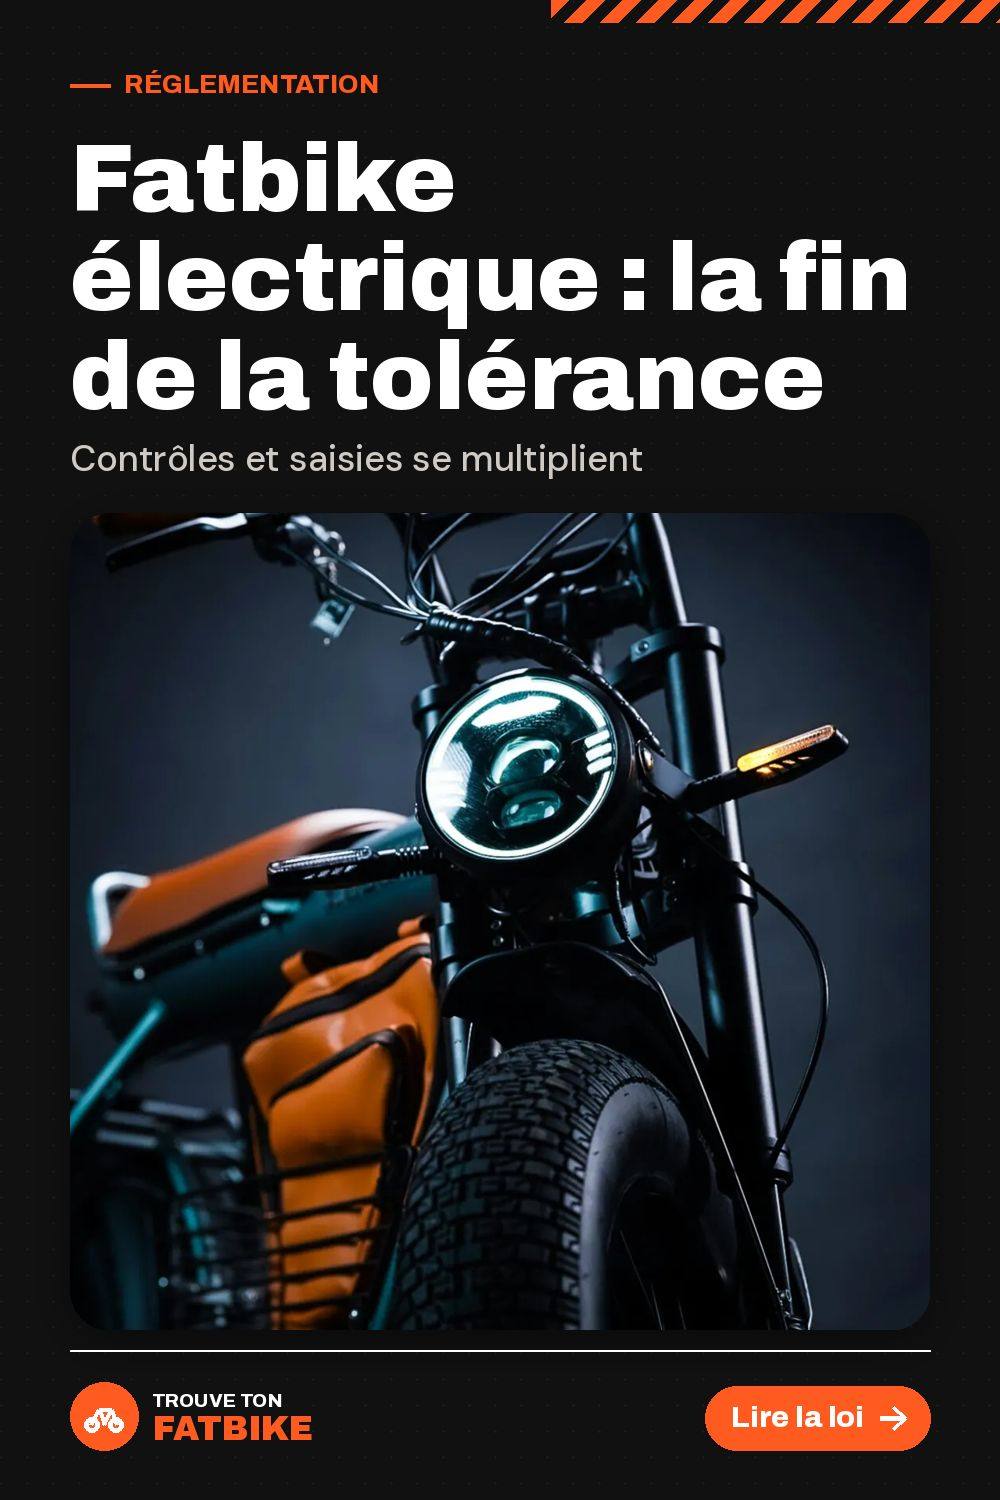 RÉGLEMENTATION
Fatbike
électrique : la fin
de la tolérance
Contrôles et saisies se multiplient
TROUVE TON
FATBIKE
Lire la loi